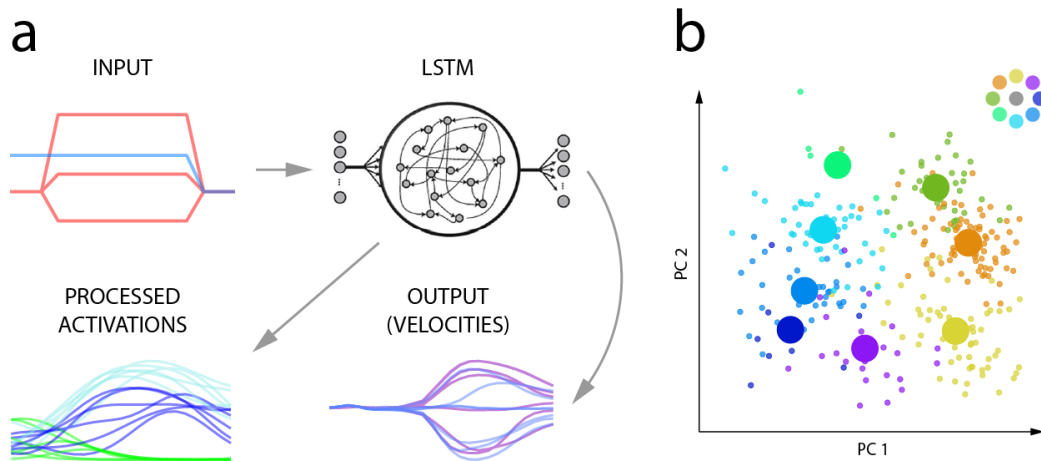 a
INPUT
LSTM
PROCESSED
ACTIVATIONS
OUTPUT
(VELOCITIES)
b
PC 2
PC 1